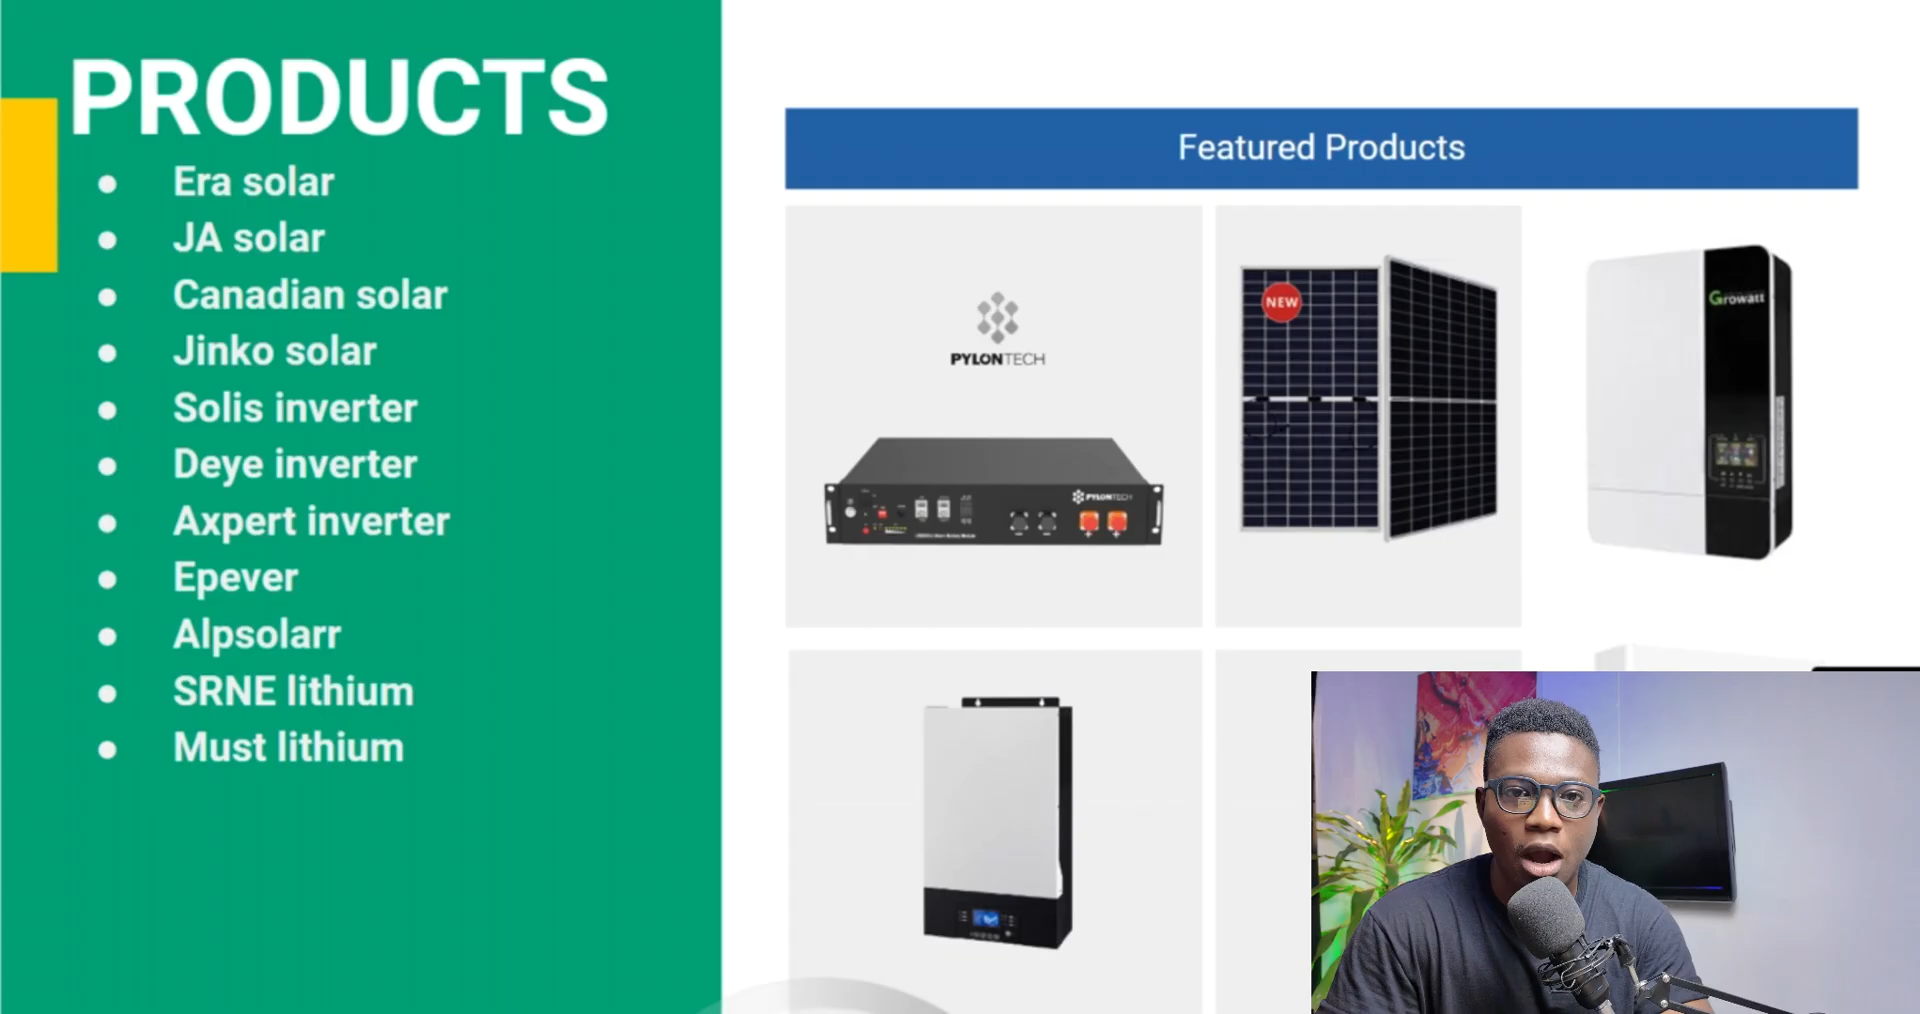 PRODUCTS
● Era solar
● JA solar
● Canadian solar
● Jinko solar
● Solis inverter
● Deye inverter
● Axpert inverter
● Epever
● Alpsolarr
● SRNE lithium
● Must lithium
Featured Products
PYLONTECH
PYLONTECH
NEW
Growatt